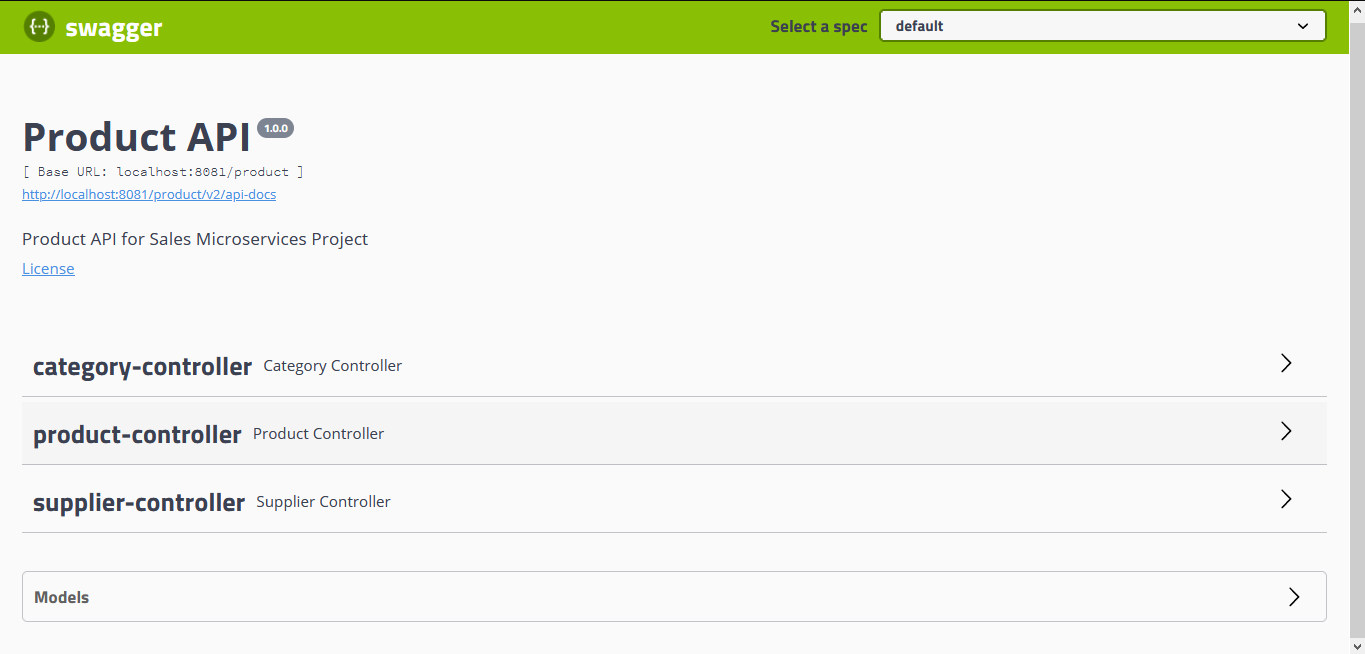 swagger
Select a spec
default
Product API 1.0.0
[ Base URL: localhost:8081/product ]
http://localhost:8081/product/v2/api-docs
Product API for Sales Microservices Project
License
category-controller Category Controller
product-controller Product Controller
supplier-controller Supplier Controller
Models